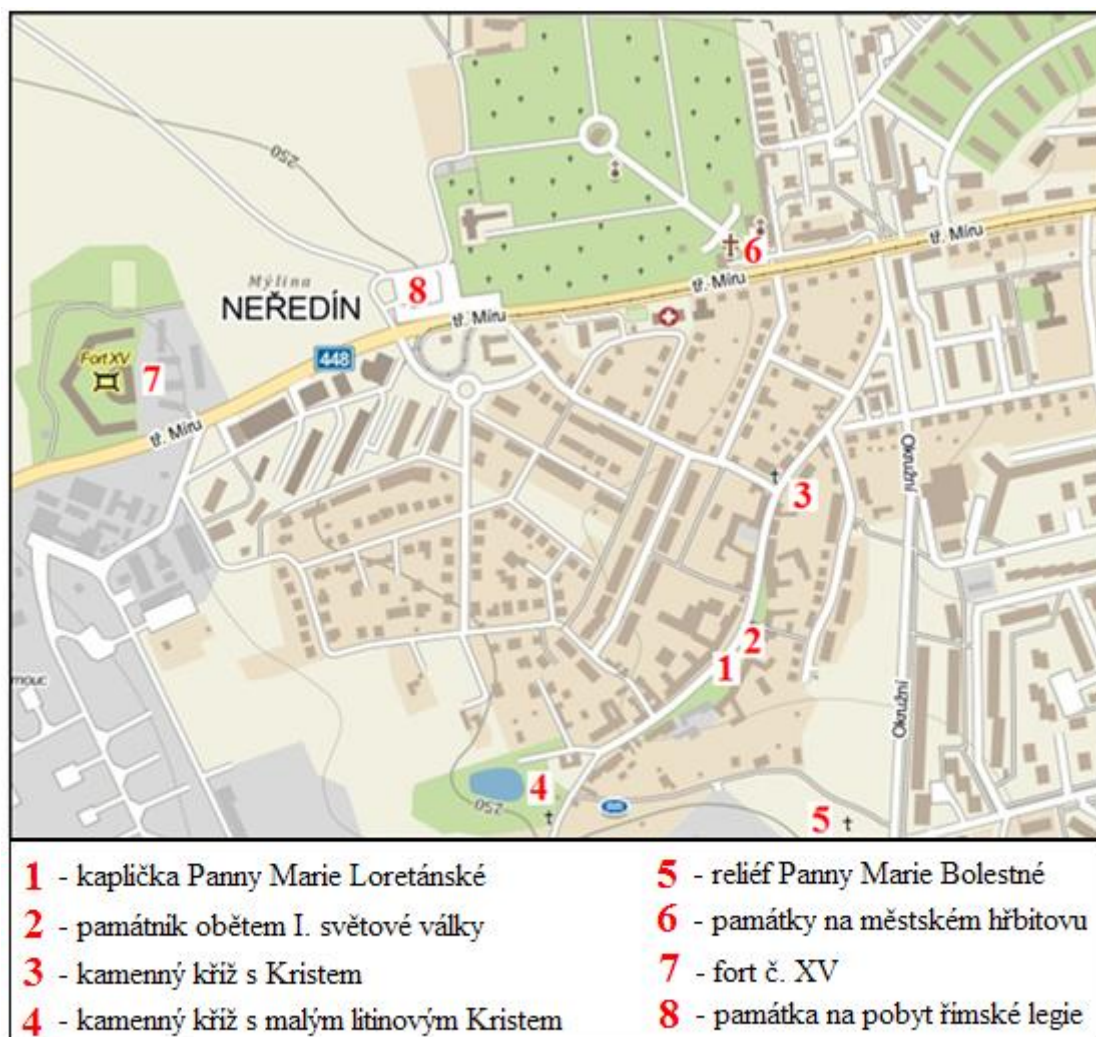 250
6
tř. Míru
tř. Míru
Mýlina
NEŘEDÍN
8
tř. Míru
Fort XV
7
448
tř. Míru
Okružní
3
2
1
Okružní
4
250
5
1 - kaplička Panny Marie Loretánské
2 - památník obětem I. světové války
3 - kamenný kříž s Kristem
4 - kamenný kříž s malým litinovým Kristem
5 - reliéf Panny Marie Bolestné
6 - památky na městském hřbitovu
7 - fort č. XV
8 - památka na pobyt římské legie